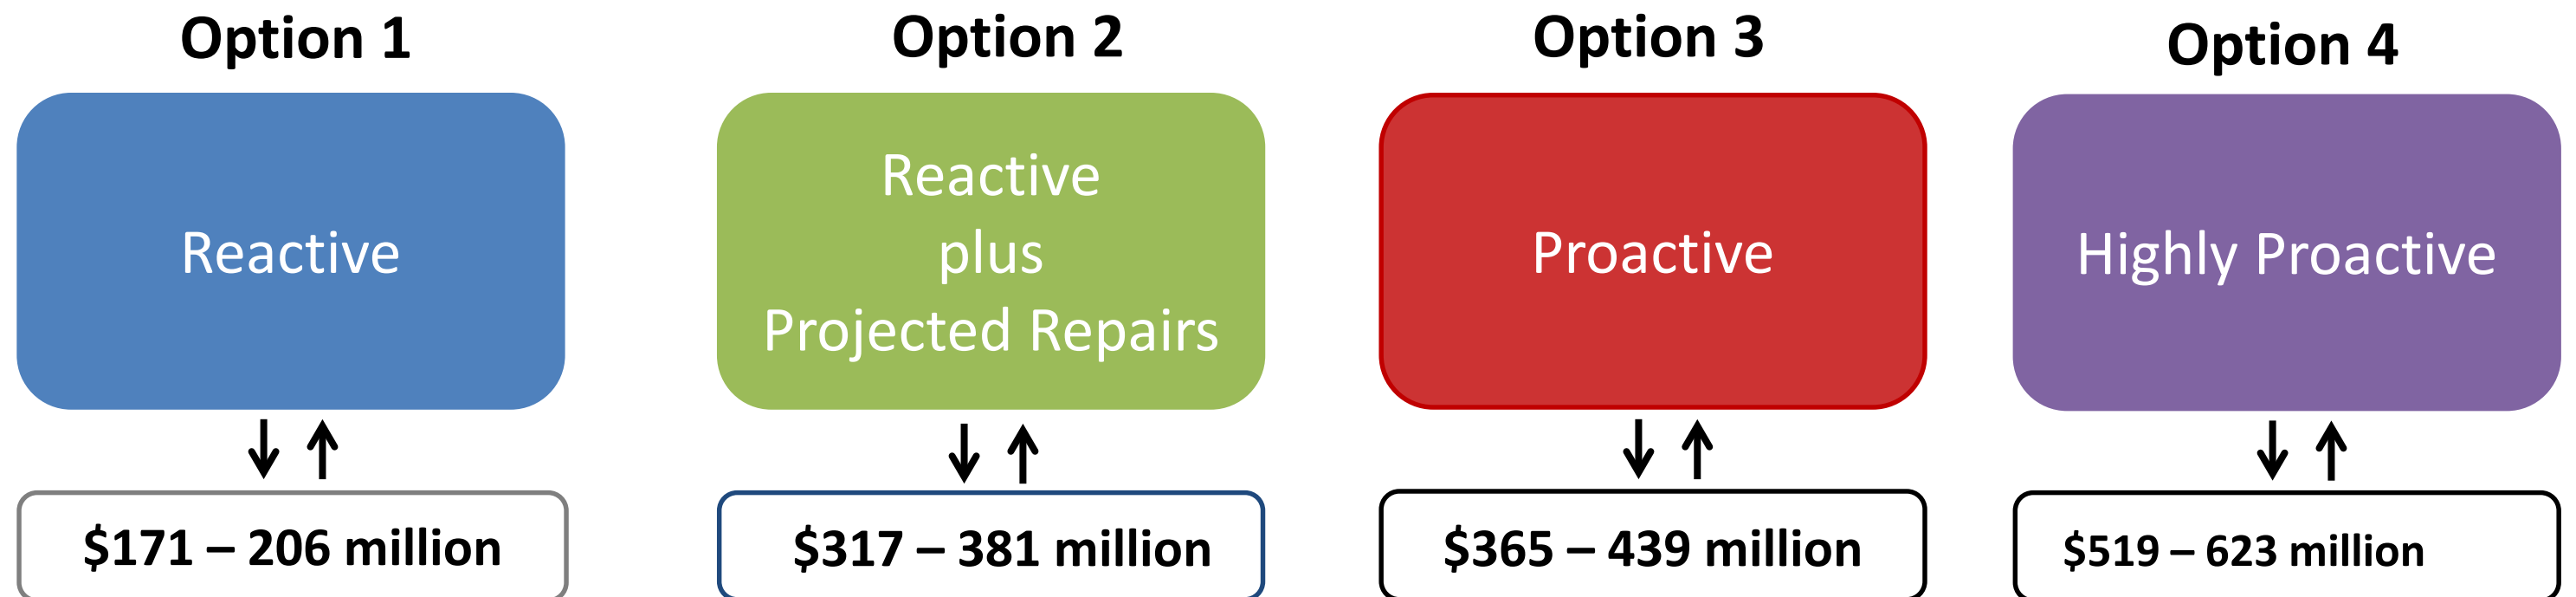 Option 1
Reactive
$171 – 206 million
Option 2
Reactive
plus
Projected Repairs
$317 – 381 million
Option 3
Proactive
$365 – 439 million
Option 4
Highly Proactive
$519 – 623 million